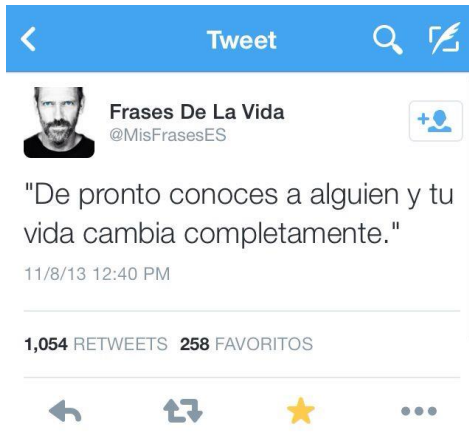 Tweet
Frases De La Vida
@MisFrasesES
"De pronto conoces a alguien y tu
vida cambia completamente."
11/8/13 12:40 PM
1,054 RETWEETS 258 FAVORITOS